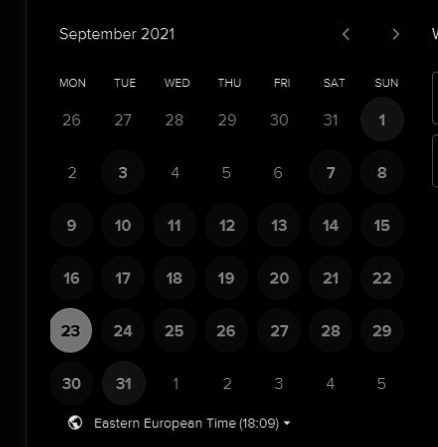 September 2021
MON TUE WED THU FRI SAT SUN
26 27 28 29 30 31 1
2 3 4 5 6 7 8
9 10 11 12 13 14 15
16 17 18 19 20 21 22
23 24 25 26 27 28 29
30 31 1 2 3 4 5
Eastern European Time (18:09)